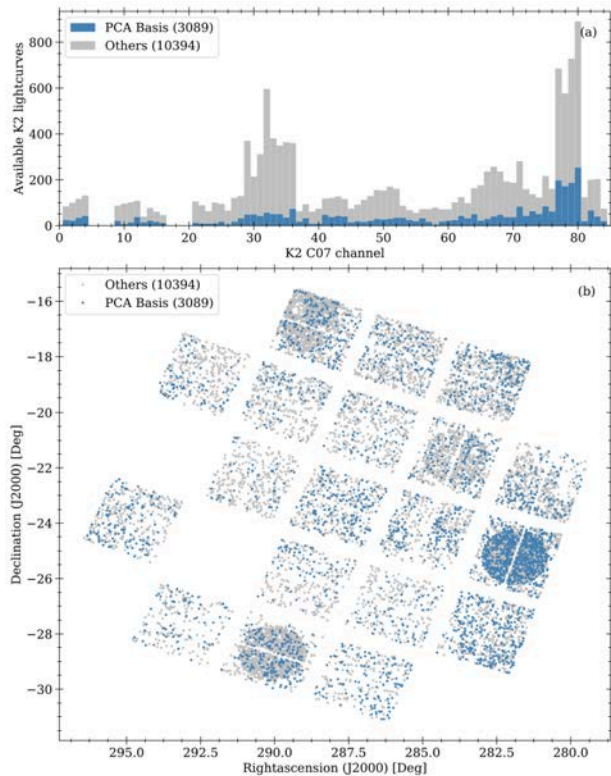 PCA Basis (3089)
Others (10394)
(a)
Available K2 lightcurves
800
600
400
200
0
0 10 20 30 40 50 60 70 80
K2 C07 channel
Others (10394)
PCA Basis (3089)
(b)
Declination (J2000) [Deg]
−16
−18
−20
−22
−24
−26
−28
−30
295.0 292.5 290.0 287.5 285.0 282.5 280.0
Rightascension (J2000) [Deg]